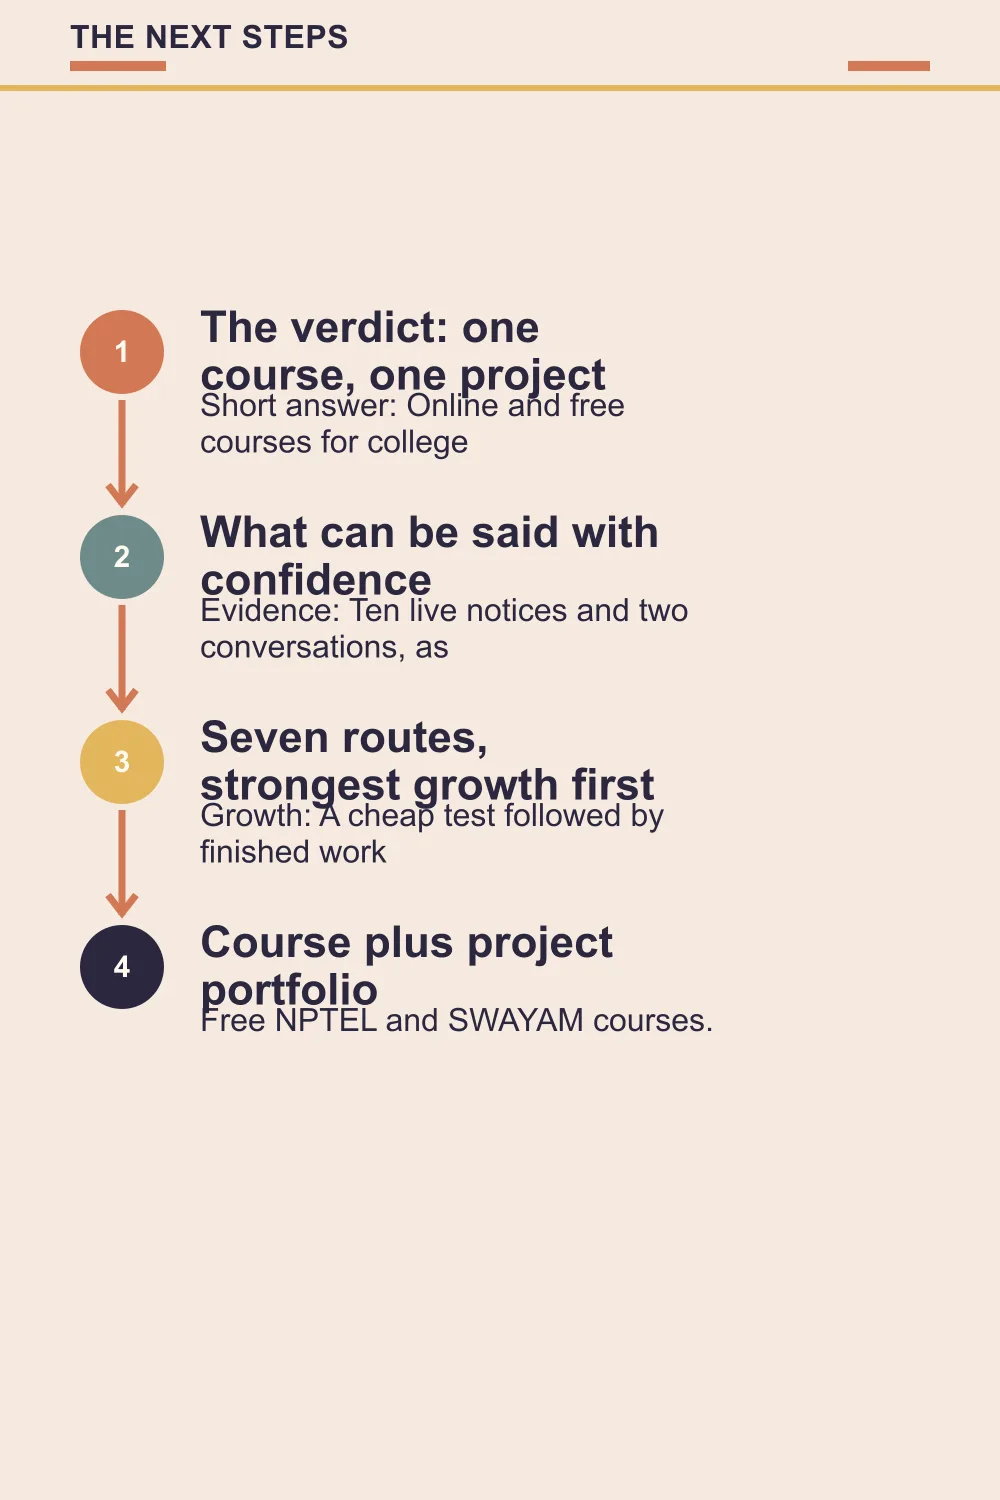 THE NEXT STEPS
1
The verdict: one
course, one project
Short answer: Online and free
courses for college
2
What can be said with
confidence
Evidence: Ten live notices and two
conversations, as
3
Seven routes,
strongest growth first
Growth: A cheap test followed by
finished work
4
Course plus project
portfolio
Free NPTEL and SWAYAM courses.